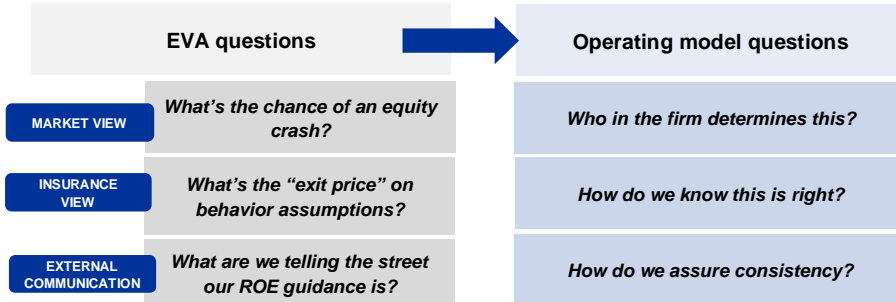 EVA questions
Operating model questions
MARKET VIEW
What's the chance of an equity
crash?
Who in the firm determines this?
INSURANCE
VIEW
What's the “exit price” on
behavior assumptions?
How do we know this is right?
EXTERNAL
COMMUNICATION
What are we telling the street
our ROE guidance is?
How do we assure consistency?